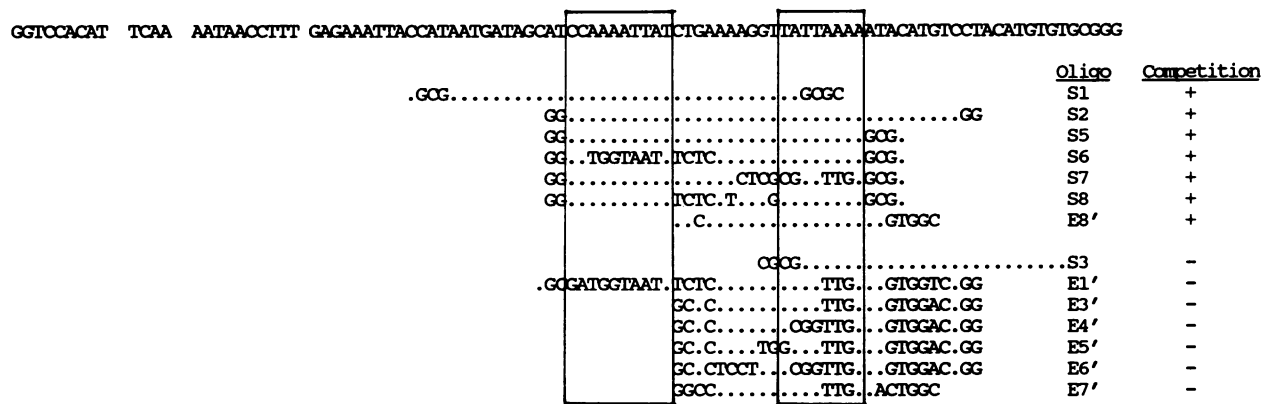 GGTCCACAT TCAA AATAACCTTT GAGAAATTACCATAATGATAGCATCCAAAATTATCTGAAAAGGTTATTAAAAATACATGTCCTACATGTGTGCGGG
Oligo Competition
.GCG................................GCGC S1 +
GG.....................................GG S2 +
GG............................GCG. S5 +
GG..TGGTAAT.TCTC..............GCG. S6 +
GG................CTCGCG..TTG.GCG. S7 +
GG..........TCTC.T...G........GCG. S8 +
..C.................GTGGC E8' +
CGCG.........................S3 -
.GCGATGGTAAT.TCTC..........TTG...GTGGTC.GG E1' -
GC.C..........TTG...GTGGAC.GG E3' -
GC.C.......CGGTTG...GTGGAC.GG E4' -
GC.C....TGG...TTG...GTGGAC.GG E5' -
GC.CTCCT...CGGTTG...GTGGAC.GG E6' -
GGCC..........TTG..ACTGGC E7' -